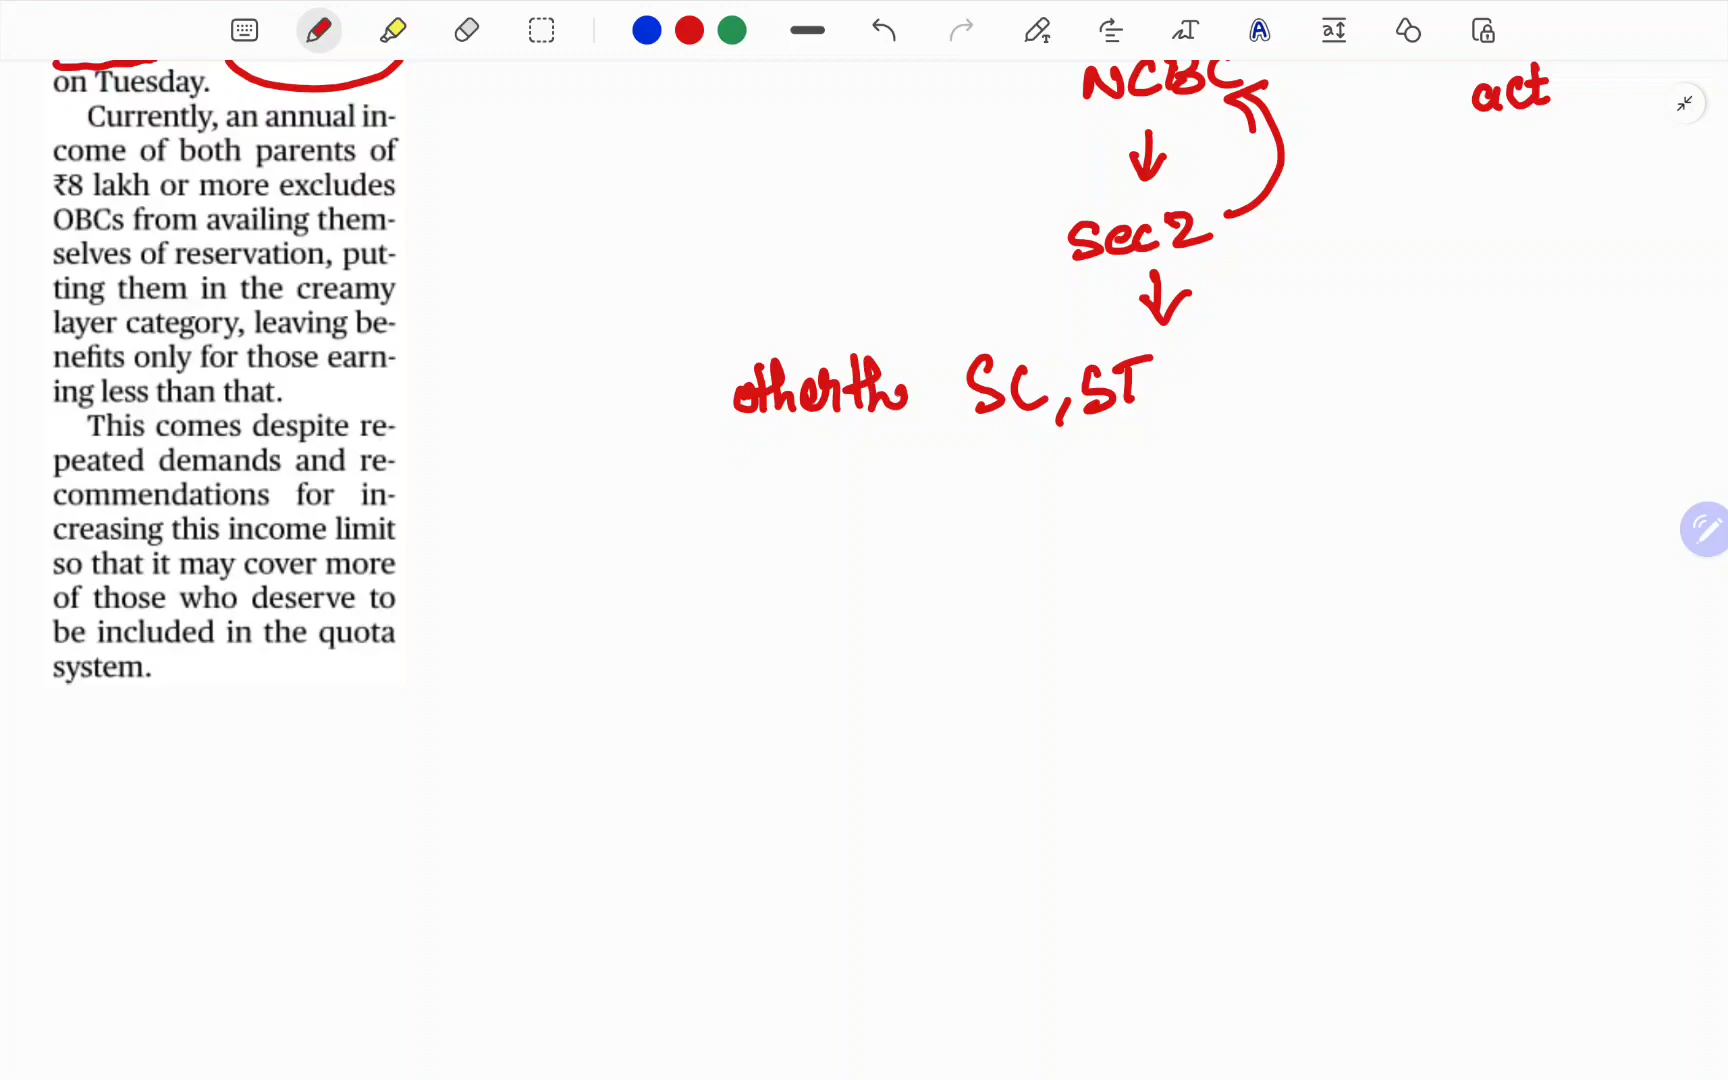 on Tuesday.
Currently, an annual in-
come of both parents of
₹8 lakh or more excludes
OBCs from availing them-
selves of reservation, put-
ting them in the creamy
layer category, leaving be-
nefits only for those earn-
ing less than that.
This comes despite re-
peated demands and re-
commendations for in-
creasing this income limit
so that it may cover more
of those who deserve to
be included in the quota
system.
NCBC
act
Sec 2
other tha SC, ST